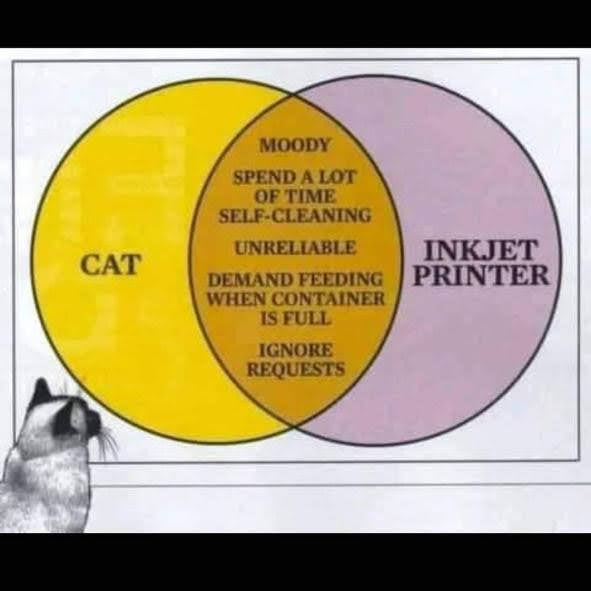 CAT
MOODY
SPEND A LOT
OF TIME
SELF-CLEANING
UNRELIABLE
DEMAND FEEDING
WHEN CONTAINER
IS FULL
IGNORE
REQUESTS
INKJET
PRINTER